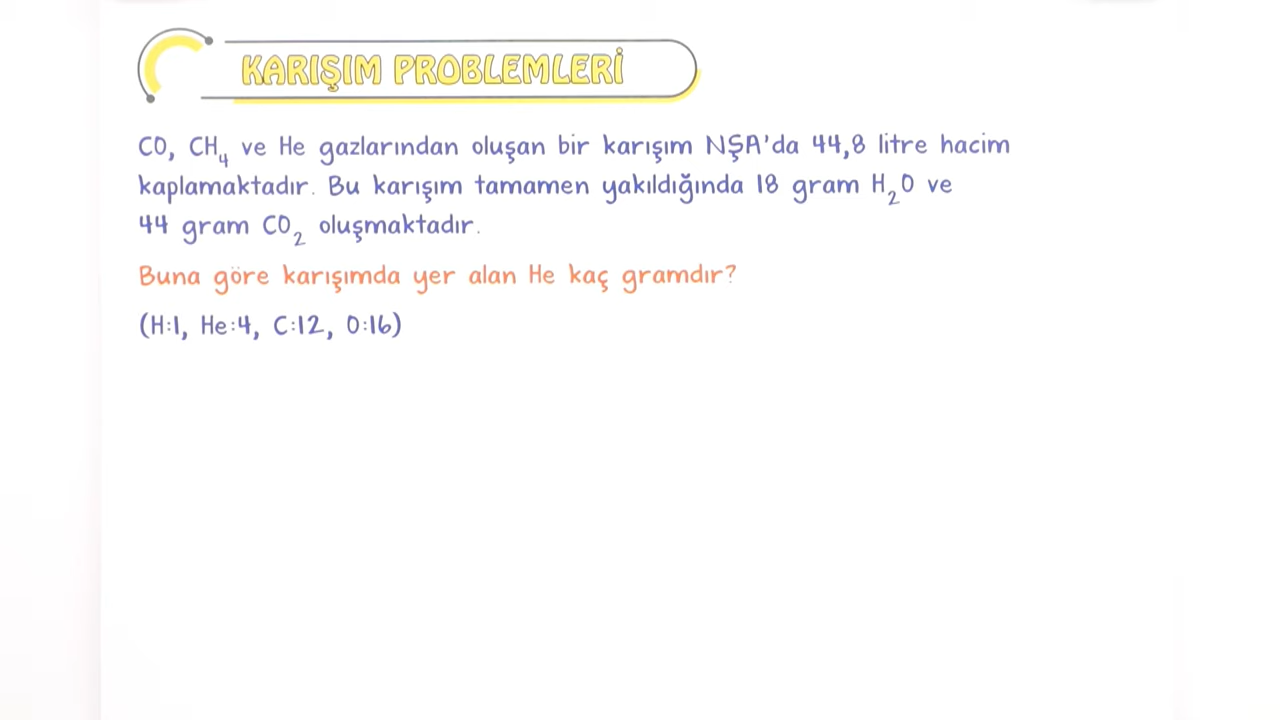 KARIŞIM PROBLEMLERİ
CO, CH₄ ve He gazlarından oluşan bir karışım NŞA'da 44,8 litre hacim
kaplamaktadır. Bu karışım tamamen yakıldığında 18 gram H₂O ve
44 gram CO₂ oluşmaktadır.
Buna göre karışımda yer alan He kaç gramdır?
(H:1, He:4, C:12, O:16)